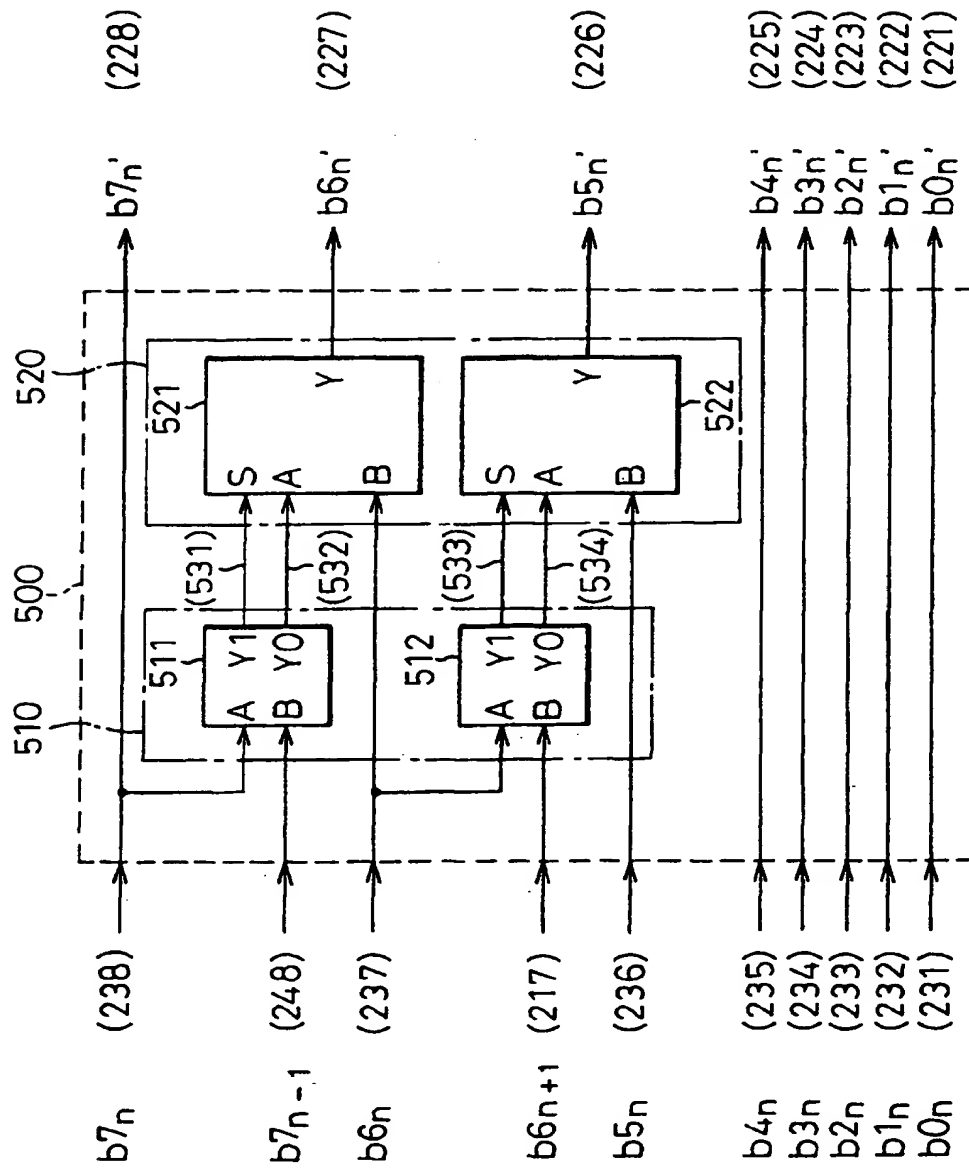 500
510
520
b7n (238) b7n' (228)
511
A Y1 (531) S 521
b7n-1 (248) B Y0 (532) A Y
b6n (237) B b6n' (227)
512
A Y1 (533) S
b6n+1 (217) B Y0 (534) A Y
b5n (236) B 522 b5n' (226)
b4n (235) b4n' (225)
b3n (234) b3n' (224)
b2n (233) b2n' (223)
b1n (232) b1n' (222)
b0n (231) b0n' (221)